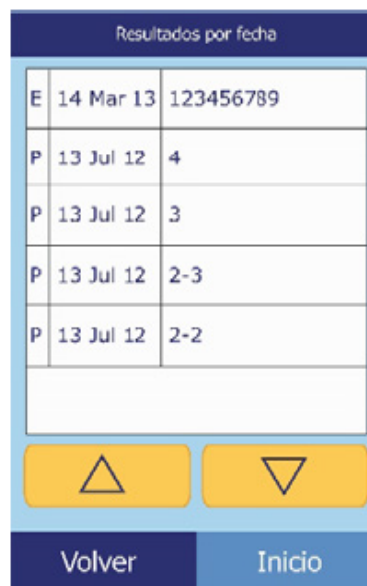 Resultados por fecha
E 14 Mar 13 123456789
P 13 Jul 12 4
P 13 Jul 12 3
P 13 Jul 12 2-3
P 13 Jul 12 2-2
Volver Inicio